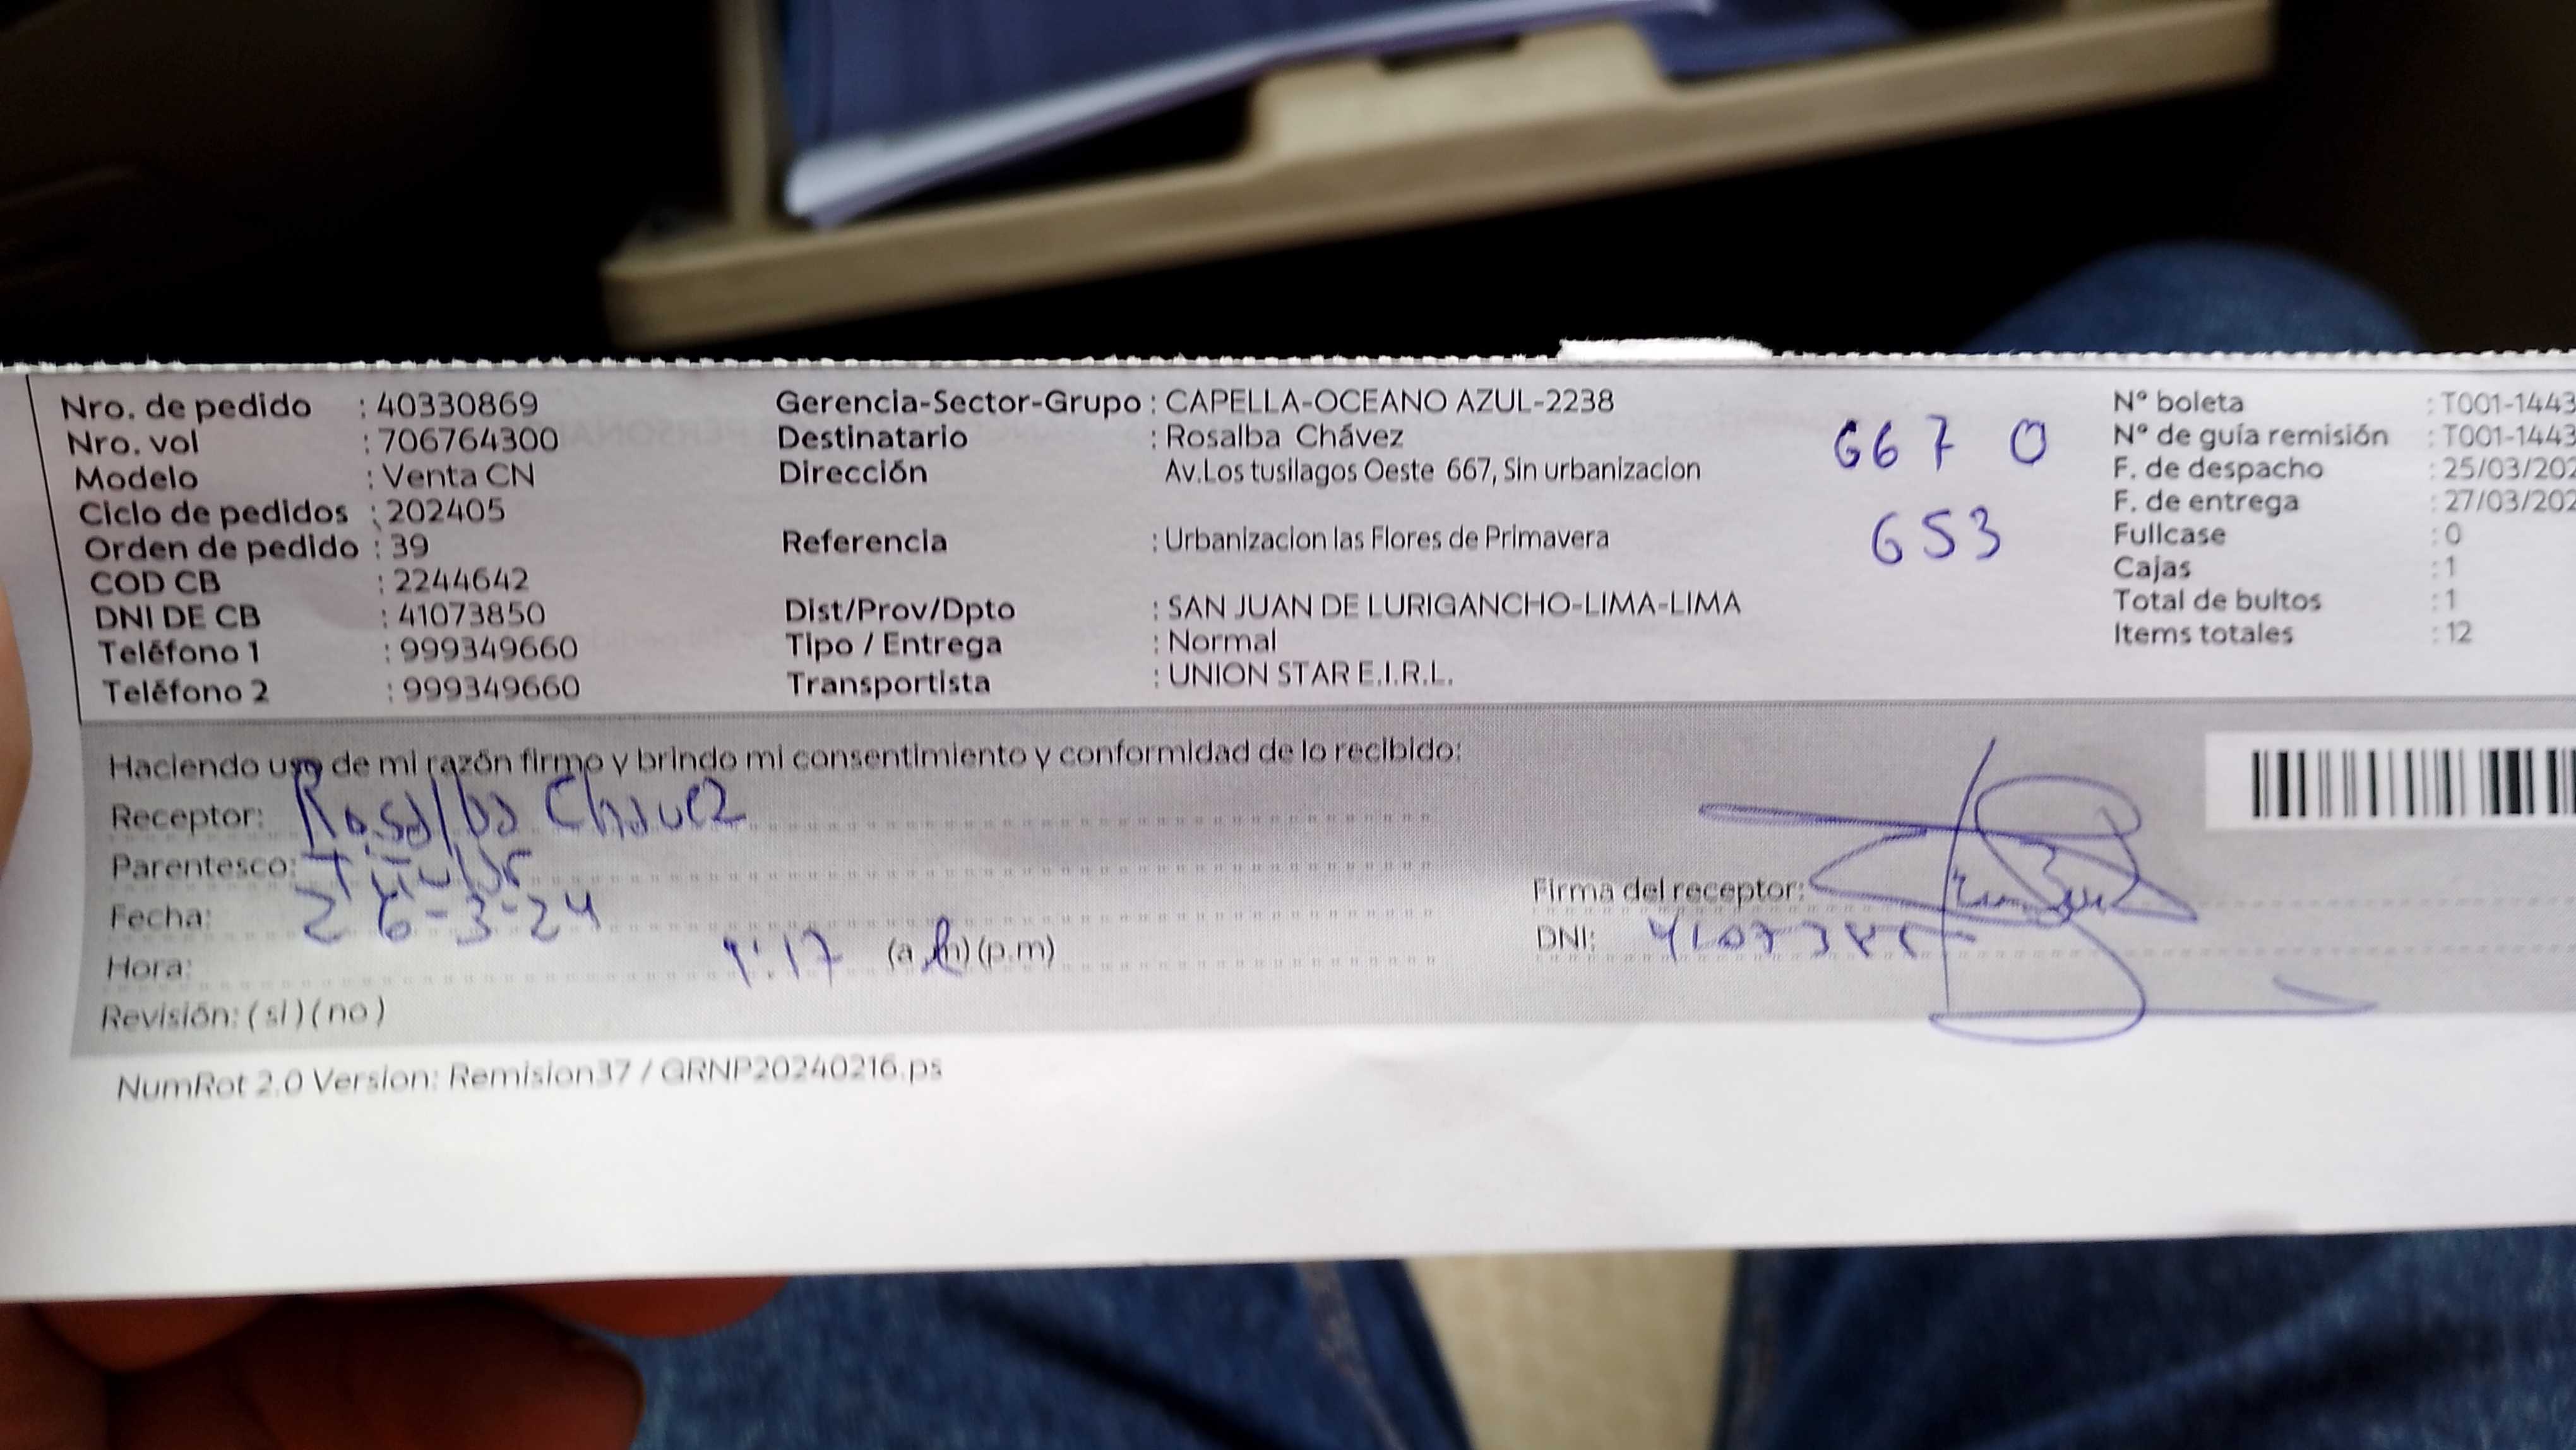 Nro. de pedido : 40330869
Nro. vol : 706764300
Modelo : Venta CN
Ciclo de pedidos : 202405
Orden de pedido : 39
COD CB : 2244642
DNI DE CB : 41073850
Teléfono 1 : 999349660
Teléfono 2 : 999349660
Gerencia-Sector-Grupo : CAPELLA-OCEANO AZUL-2238
Destinatario : Rosalba Chávez
Dirección Av.Los tusilagos Oeste 667, Sin urbanizacion
Referencia : Urbanizacion las Flores de Primavera
Dist/Prov/Dpto : SAN JUAN DE LURIGANCHO-LIMA-LIMA
Tipo / Entrega : Normal
Transportista : UNION STAR E.I.R.L.
667 0
653
N° boleta : T001-1443
N° de guía remisión : T001-1443
F. de despacho : 25/03/202
F. de entrega : 27/03/202
Fullcase : 0
Cajas : 1
Total de bultos : 1
Items totales : 12
Haciendo uso de mi razón firmo y brindo mi consentimiento y conformidad de lo recibido:
Receptor: Rosalba Chavez
Parentesco: Titular
Fecha: 26-3-24
Hora: 1:17 (a.m)(p.m)
Revisión: (si)(no)
Firma del receptor:
DNI:
NumRot 2.0 Version: Remision37 / GRNP20240216.ps